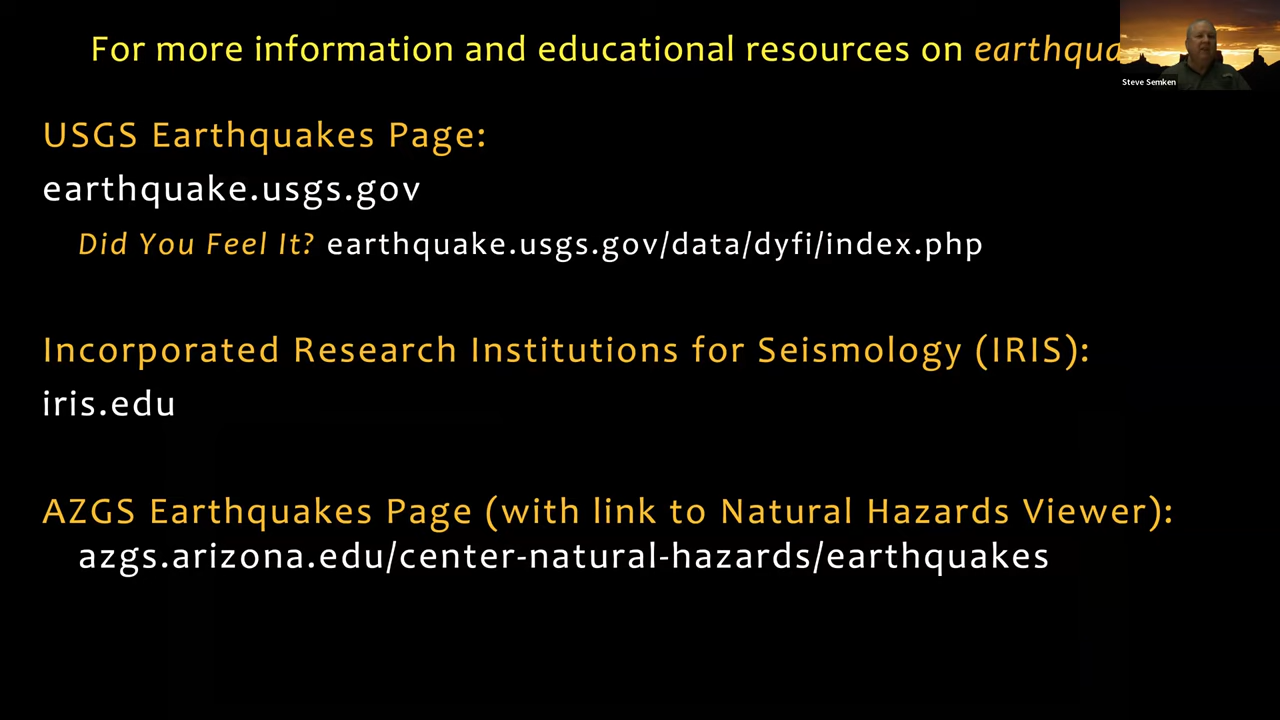 For more information and educational resources on
Steve Semken
USGS Earthquakes Page:
earthquake.usgs.gov
Did You Feel It? earthquake.usgs.gov/data/dyfi/index.php
Incorporated Research Institutions for Seismology (IRIS):
iris.edu
AZGS Earthquakes Page (with link to Natural Hazards Viewer):
azgs.arizona.edu/center-natural-hazards/earthquakes